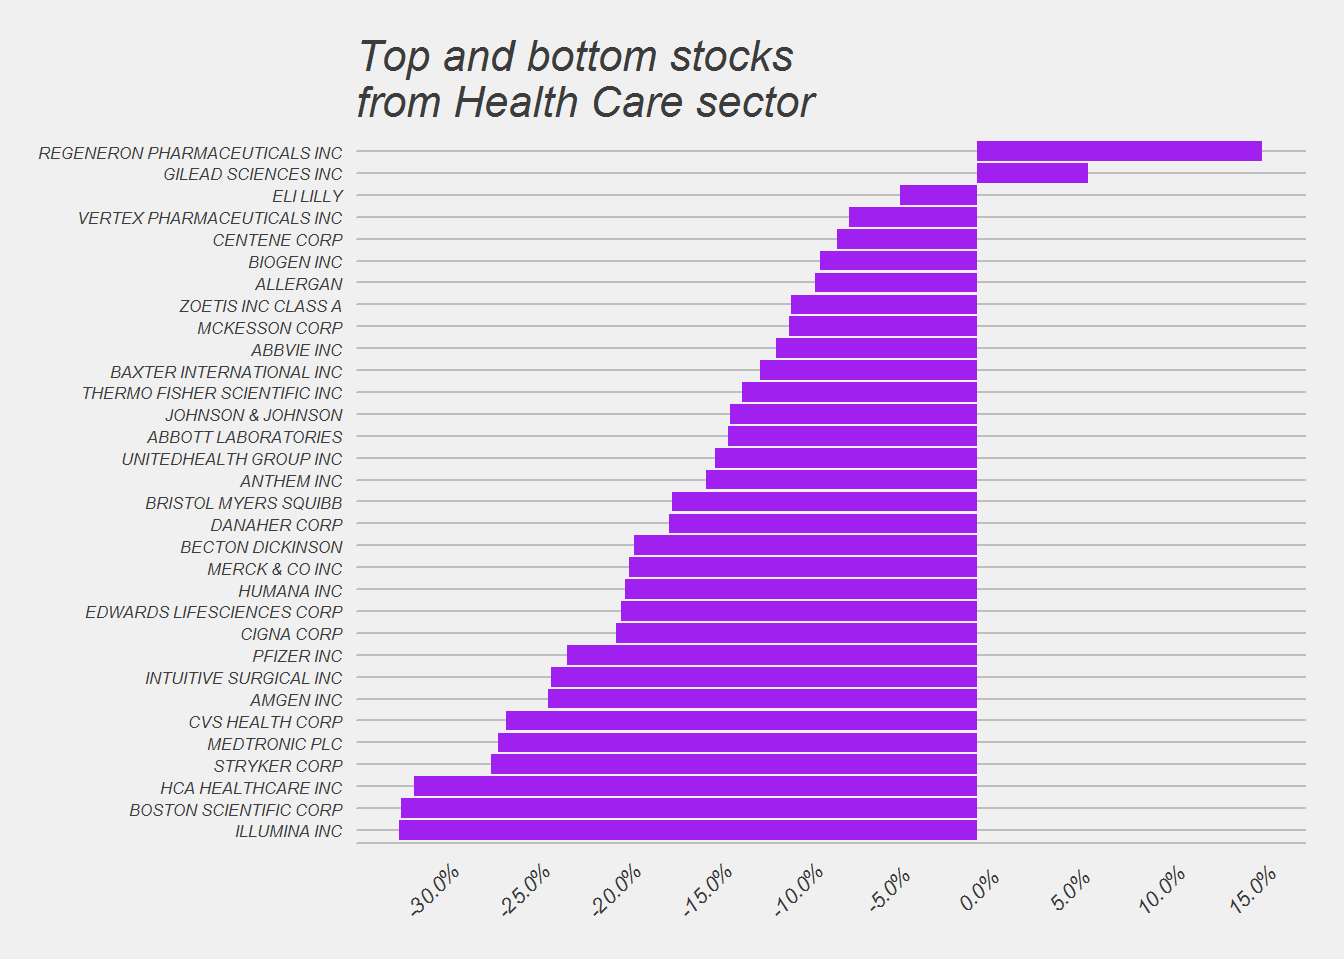 Top and bottom stocks
from Health Care sector
REGENERON PHARMACEUTICALS INC
GILEAD SCIENCES INC
ELI LILLY
VERTEX PHARMACEUTICALS INC
CENTENE CORP
BIOGEN INC
ALLERGAN
ZOETIS INC CLASS A
MCKESSON CORP
ABBVIE INC
BAXTER INTERNATIONAL INC
THERMO FISHER SCIENTIFIC INC
JOHNSON & JOHNSON
ABBOTT LABORATORIES
UNITEDHEALTH GROUP INC
ANTHEM INC
BRISTOL MYERS SQUIBB
DANAHER CORP
BECTON DICKINSON
MERCK & CO INC
HUMANA INC
EDWARDS LIFESCIENCES CORP
CIGNA CORP
PFIZER INC
INTUITIVE SURGICAL INC
AMGEN INC
CVS HEALTH CORP
MEDTRONIC PLC
STRYKER CORP
HCA HEALTHCARE INC
BOSTON SCIENTIFIC CORP
ILLUMINA INC
-30.0% -25.0% -20.0% -15.0% -10.0% -5.0% 0.0% 5.0% 10.0% 15.0%